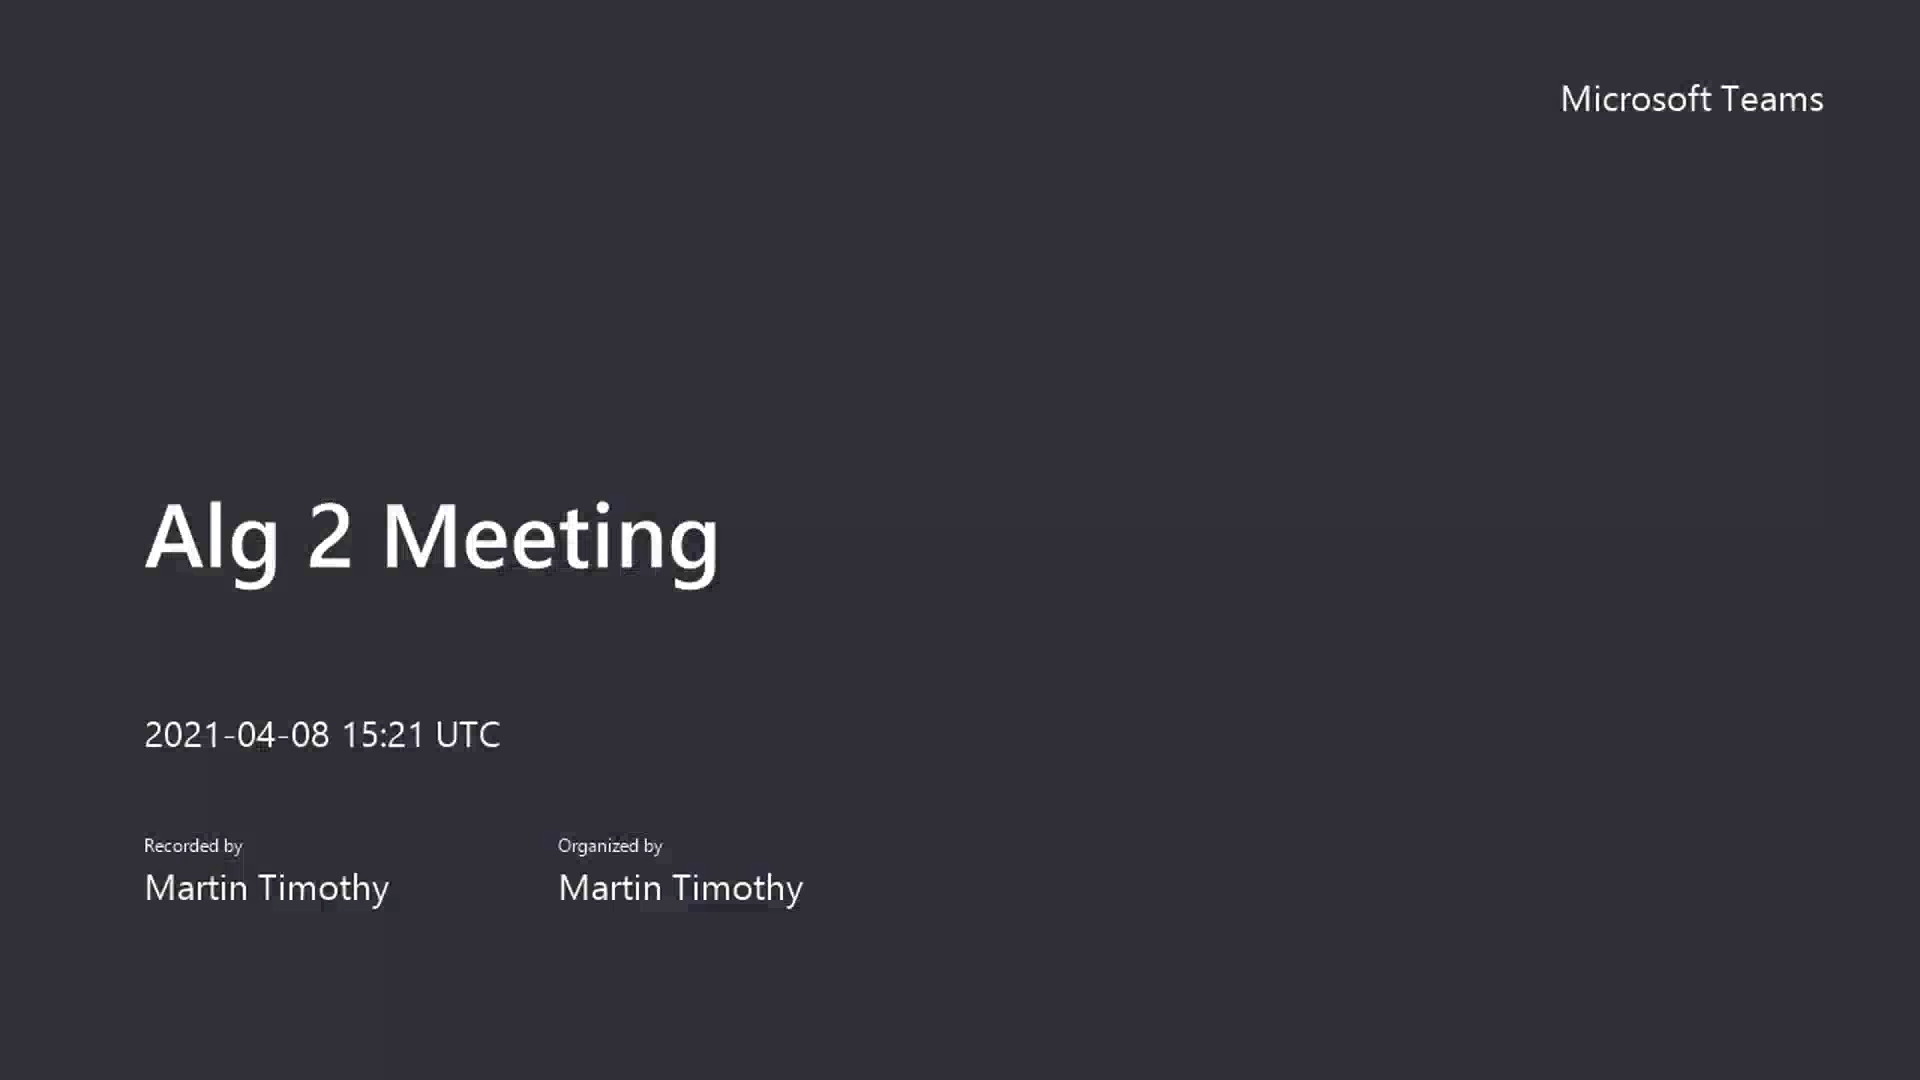 Microsoft Teams
Alg 2 Meeting
2021-04-08 15:21 UTC
Recorded by
Martin Timothy
Organized by
Martin Timothy